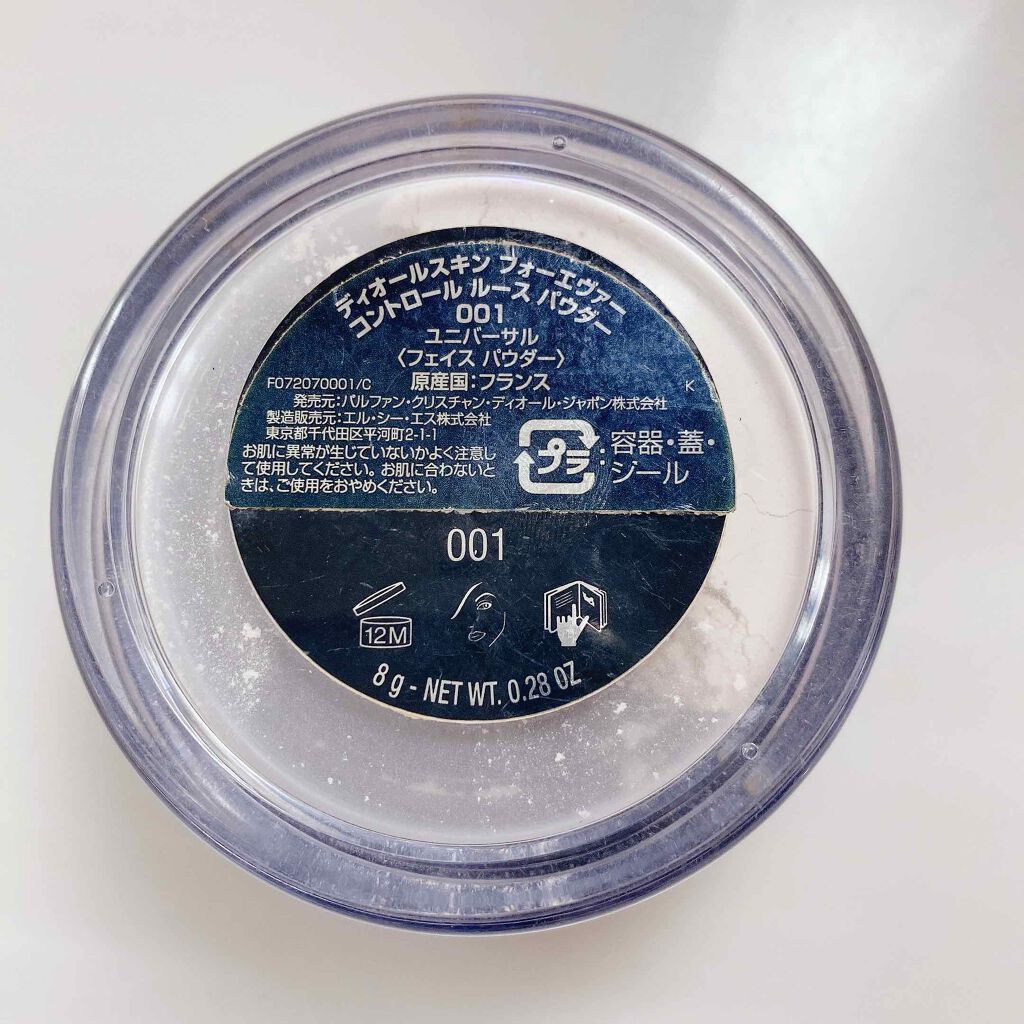 ディオールスキン フォーエヴァー
コントロール ルース パウダー
001
ユニバーサル
〈フェイス パウダー〉
F072070001/C 原産国：フランス K
発売元：パルファン・クリスチャン・ディオール・ジャポン株式会社
製造販売元：エル・シー・エス株式会社
東京都千代田区平河町2-1-1
お肌に異常が生じていないかよく注意し
て使用してください。お肌に合わないと
きは、ご使用をおやめください。
プラ：容器・蓋・
ジール
001
12M
8 g - NET WT. 0.28 OZ